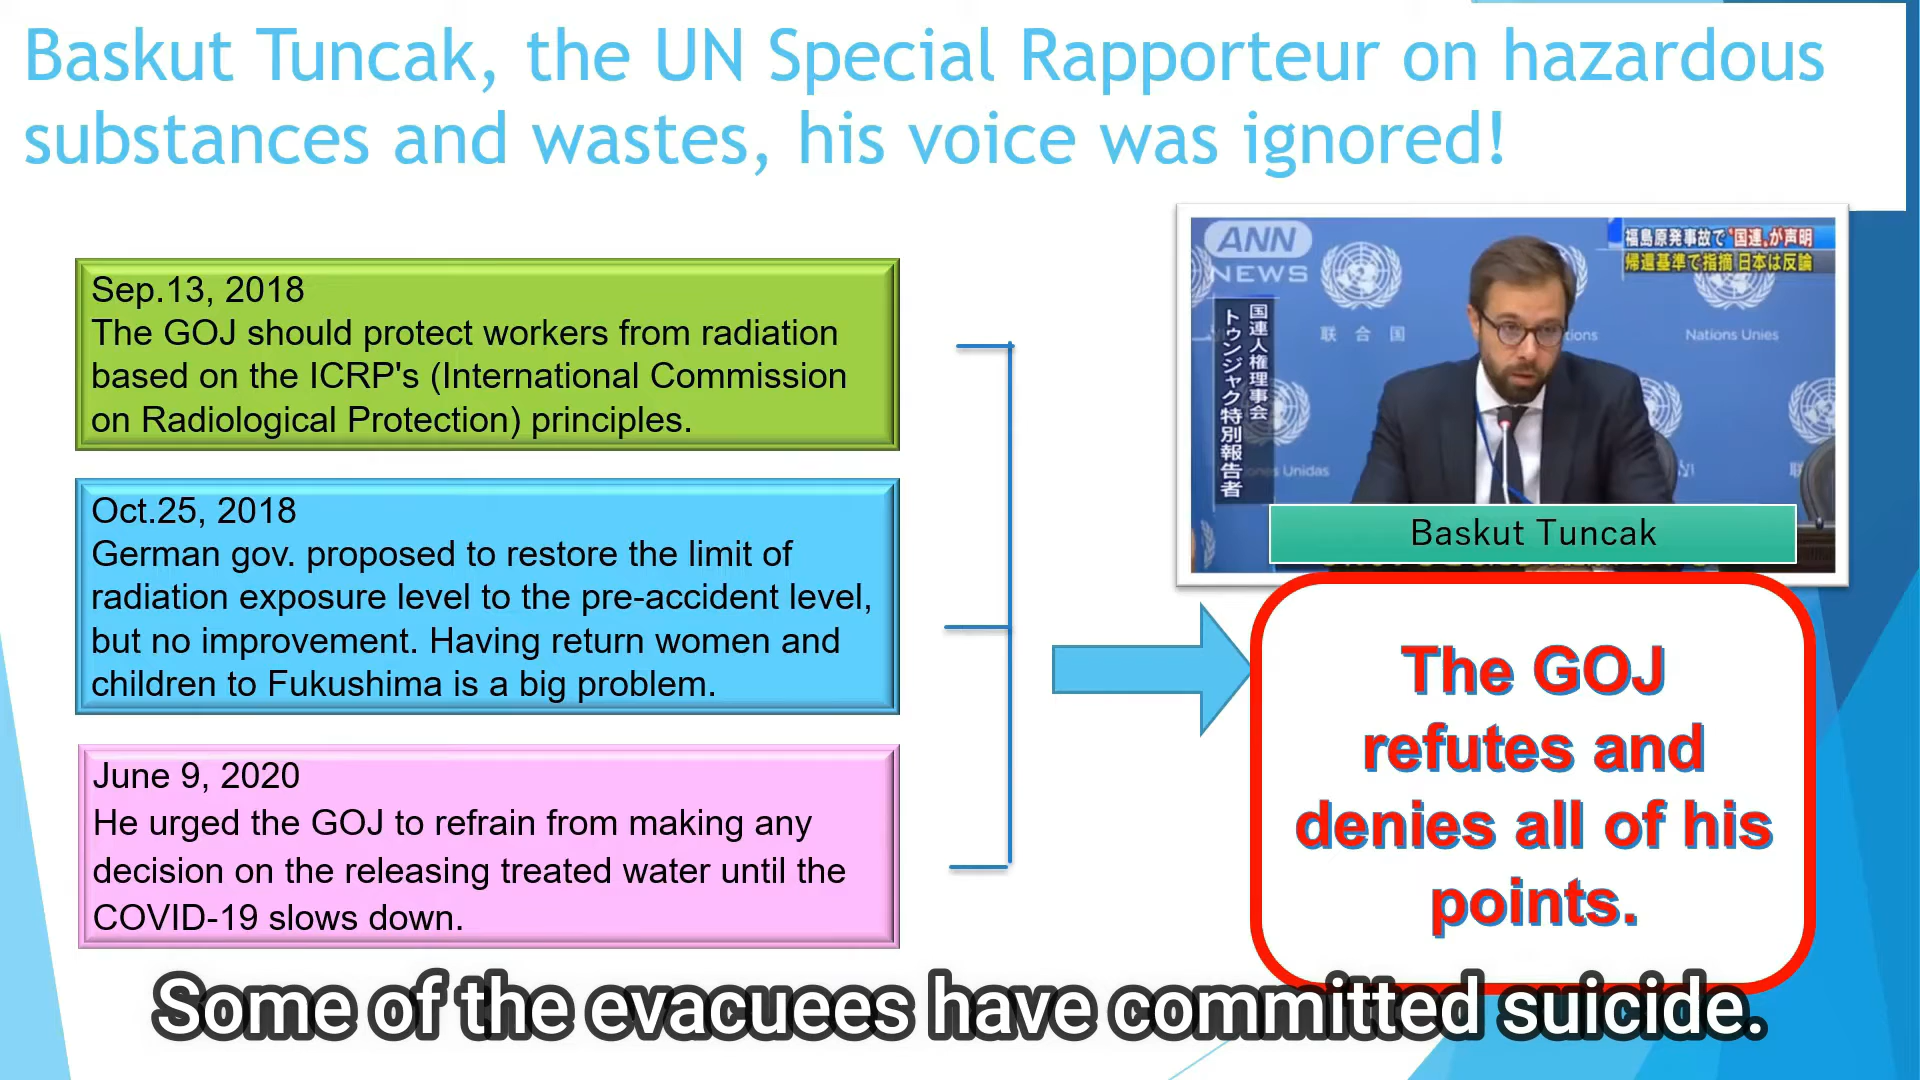 Baskut Tuncak, the UN Special Rapporteur on hazardous
substances and wastes, his voice was ignored!
Sep.13, 2018
The GOJ should protect workers from radiation
based on the ICRP's (International Commission
on Radiological Protection) principles.
Oct.25, 2018
German gov. proposed to restore the limit of
radiation exposure level to the pre-accident level,
but no improvement. Having return women and
children to Fukushima is a big problem.
June 9, 2020
He urged the GOJ to refrain from making any
decision on the releasing treated water until the
COVID-19 slows down.
ANN
NEWS
福島原発事故で“国連”が声明
帰還基準で指摘 日本は反論
国連人権理事会
トゥンジャク特別報告者
联合国
Nations Unies
Unidas
Baskut Tuncak
The GOJ
refutes and
denies all of his
points.
Some of the evacuees have committed suicide.